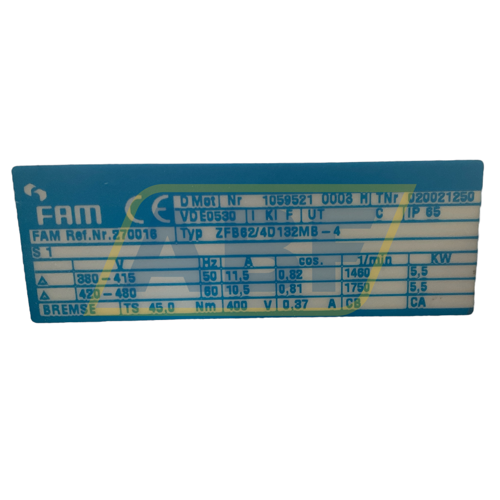 D Mot Nr 1059521 0003 H TNr 020021250
FAM CE VDE0530 I Kl F UT C IP 65
FAM Ref.Nr.270016 Typ ZFB62/4D132MB-4
S 1
V Hz A cos. 1/min KW
△ 380-415 50 11,5 0,82 1460 5,5
△ 420-480 60 10,5 0,81 1750 5,5
BREMSE TS 45,0 Nm 400 V 0,37 A CB CA
ABF